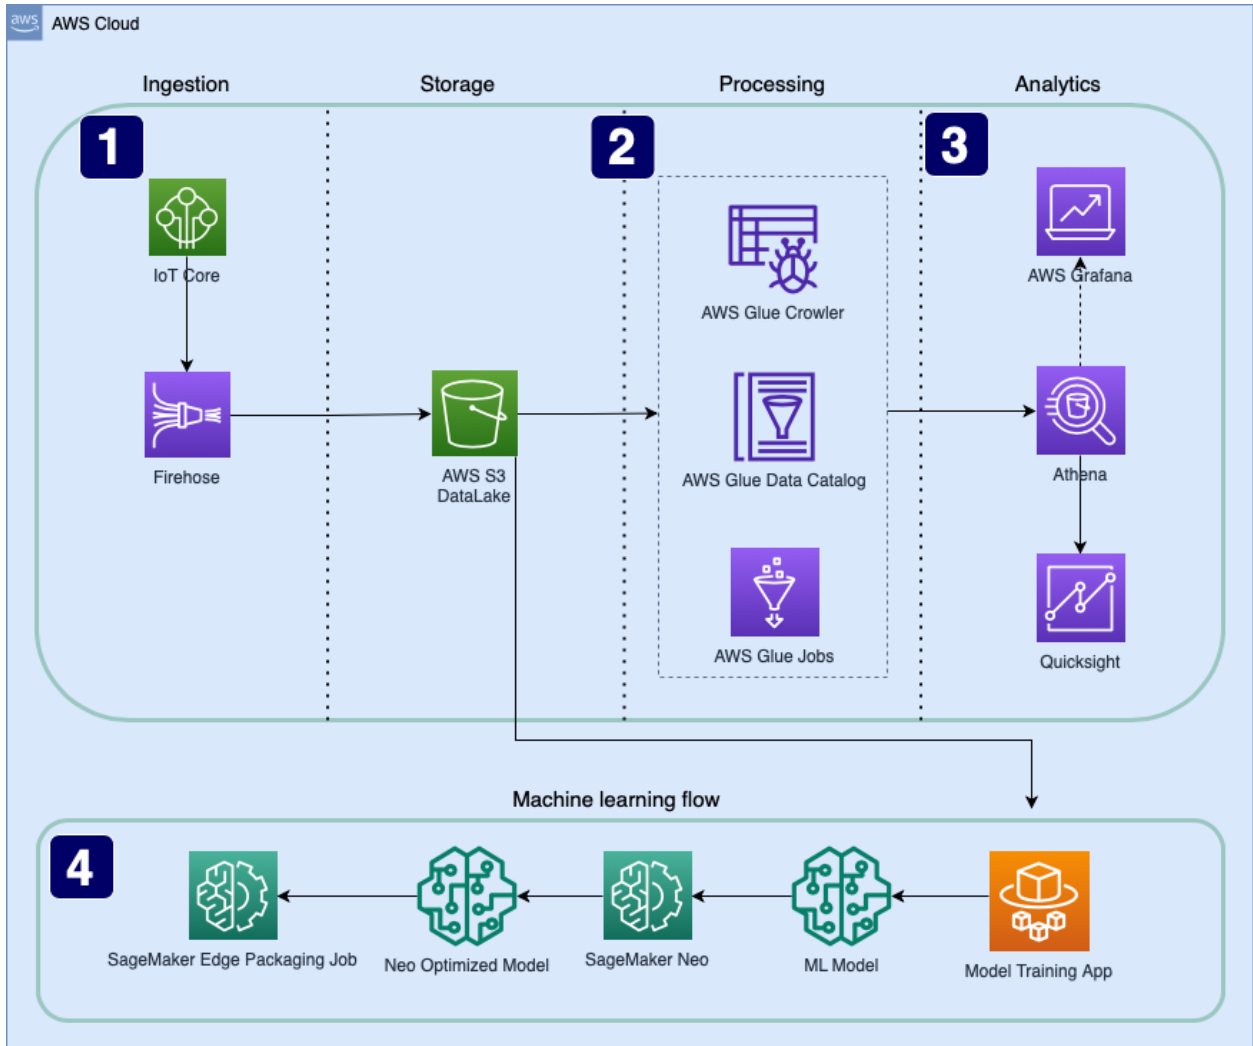 aws
AWS Cloud
Ingestion
Storage
Processing
Analytics
1
2
3
IoT Core
AWS Glue Crowler
AWS Grafana
Firehose
AWS S3
DataLake
AWS Glue Data Catalog
Athena
AWS Glue Jobs
Quicksight
Machine learning flow
4
SageMaker Edge Packaging Job
Neo Optimized Model
SageMaker Neo
ML Model
Model Training App